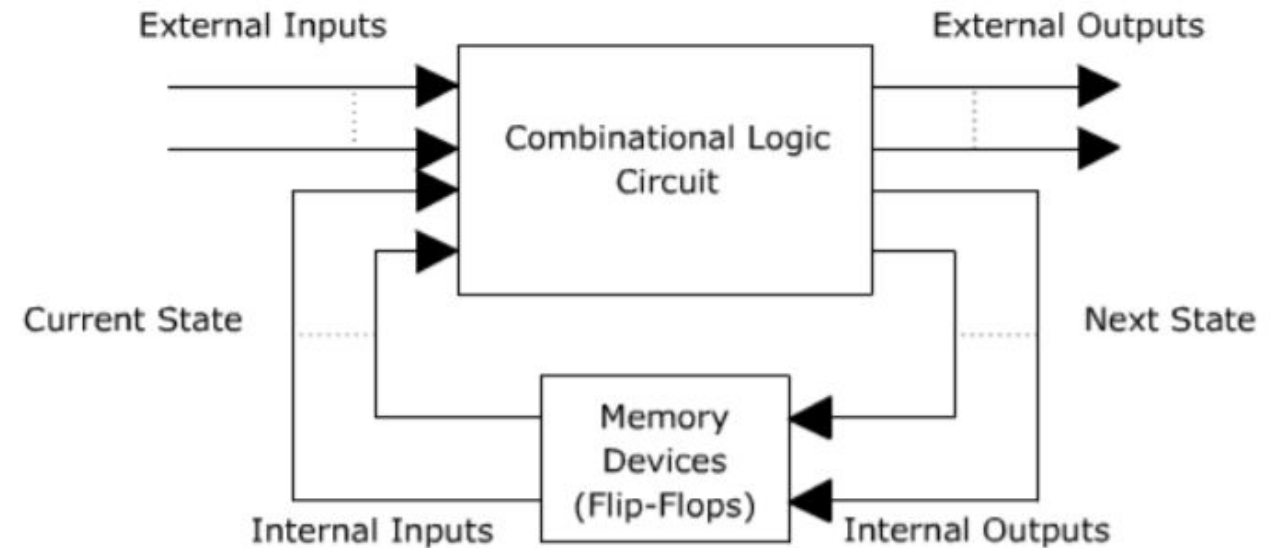 External Inputs
External Outputs
Combinational Logic
Circuit
Current State
Next State
Memory
Devices
(Flip-Flops)
Internal Inputs
Internal Outputs